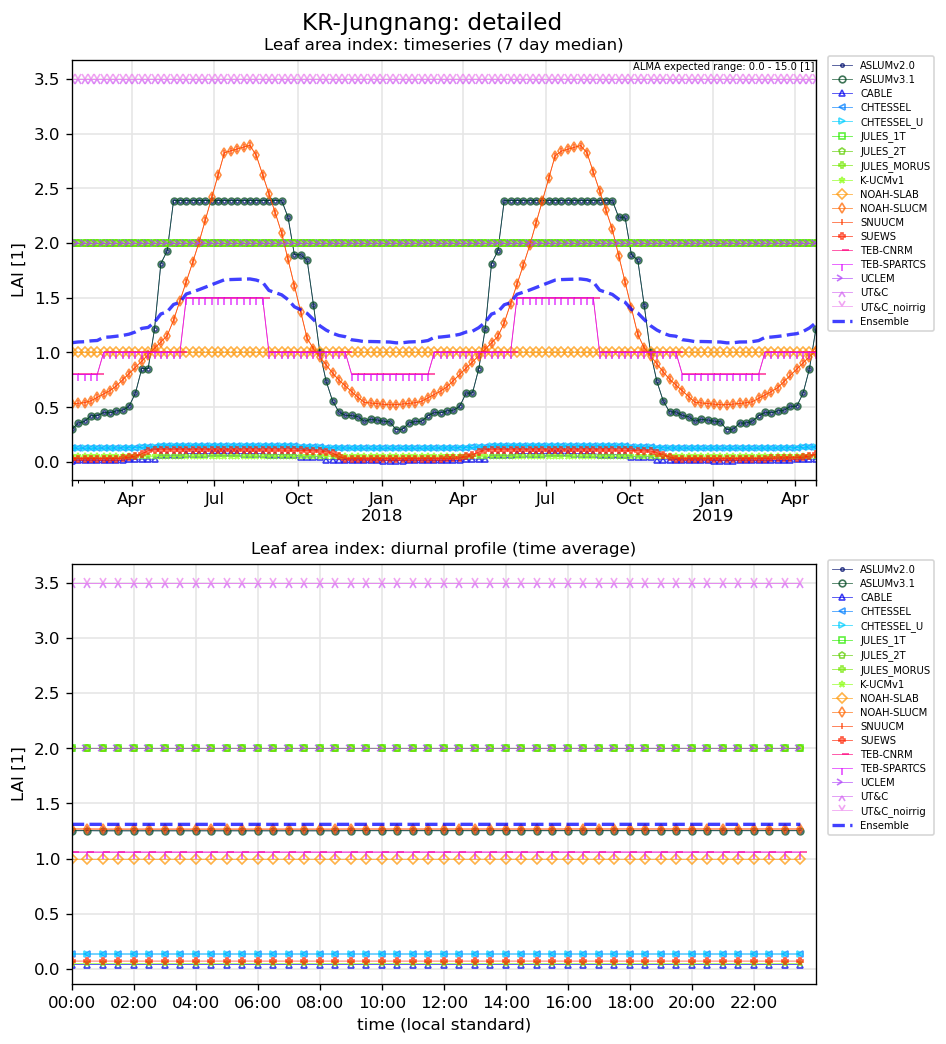 KR-Jungnang: detailed
Leaf area index: timeseries (7 day median)
ALMA expected range: 0.0 - 15.0 [1]
LAI [1]
3.5
3.0
2.5
2.0
1.5
1.0
0.5
0.0
Apr
Jul
Oct
Jan
2018
Apr
Jul
Oct
Jan
2019
Apr
ASLUMv2.0
ASLUMv3.1
CABLE
CHTESSEL
CHTESSEL_U
JULES_1T
JULES_2T
JULES_MORUS
K-UCMv1
NOAH-SLAB
NOAH-SLUCM
SNUUCM
SUEWS
TEB-CNRM
TEB-SPARTCS
UCLEM
UT&C
UT&C_noirrig
Ensemble
Leaf area index: diurnal profile (time average)
LAI [1]
3.5
3.0
2.5
2.0
1.5
1.0
0.5
0.0
00:00
02:00
04:00
06:00
08:00
10:00
12:00
14:00
16:00
18:00
20:00
22:00
time (local standard)
ASLUMv2.0
ASLUMv3.1
CABLE
CHTESSEL
CHTESSEL_U
JULES_1T
JULES_2T
JULES_MORUS
K-UCMv1
NOAH-SLAB
NOAH-SLUCM
SNUUCM
SUEWS
TEB-CNRM
TEB-SPARTCS
UCLEM
UT&C
UT&C_noirrig
Ensemble